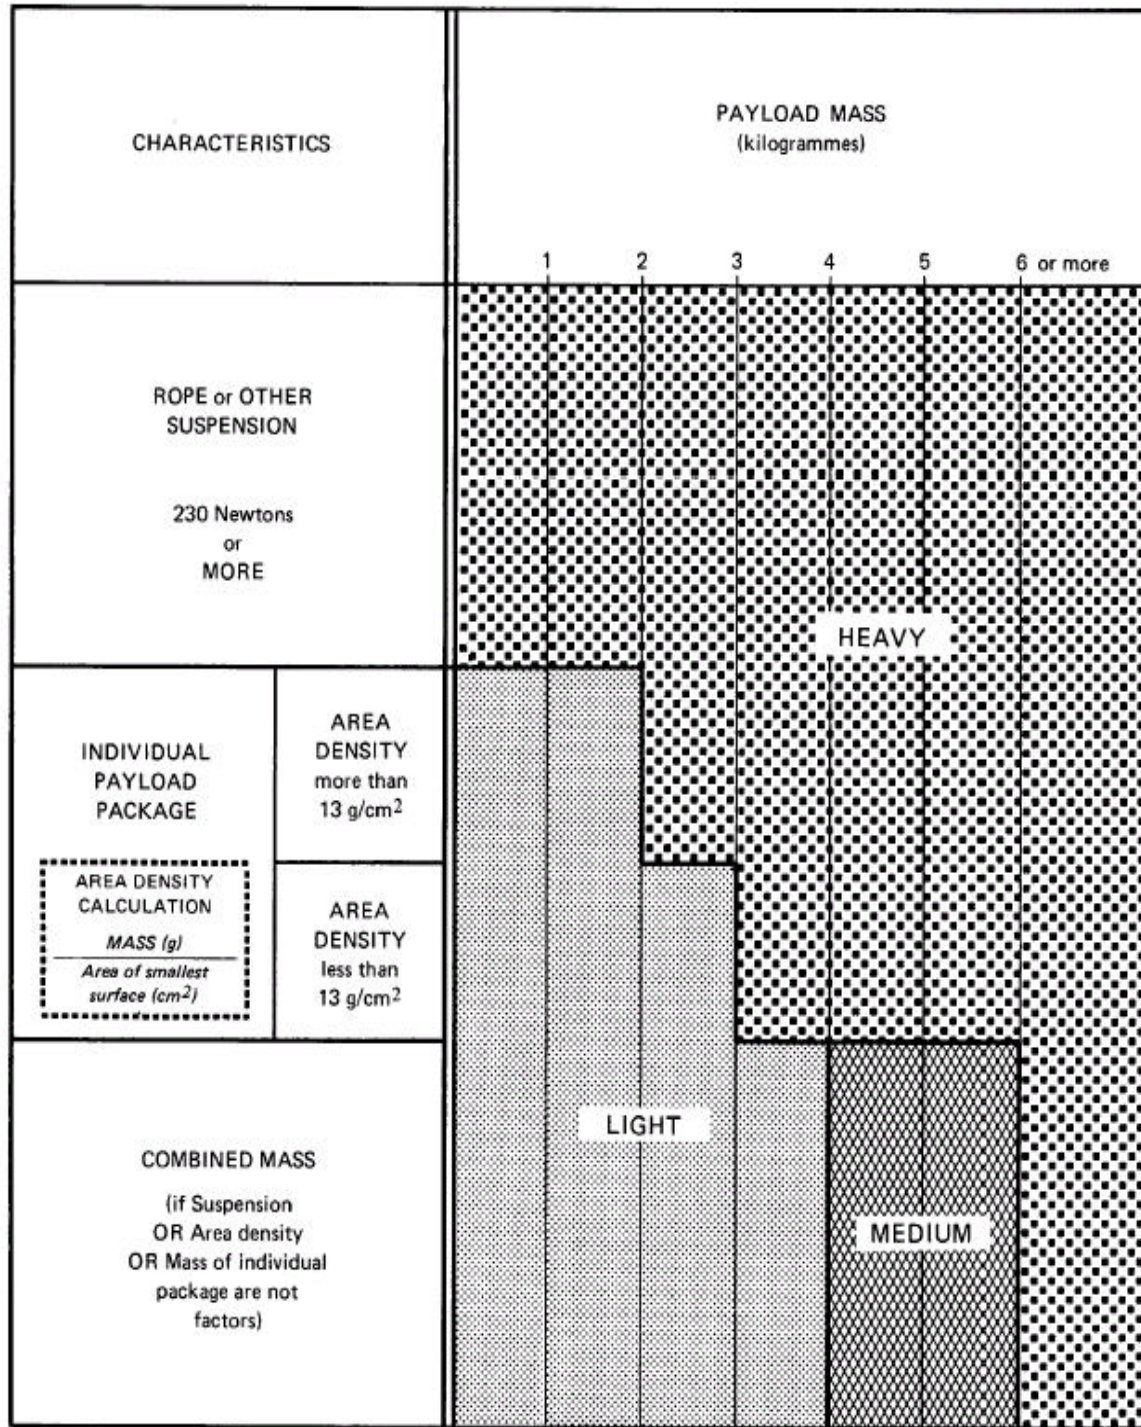 CHARACTERISTICS
PAYLOAD MASS
(kilogrammes)
1 2 3 4 5 6 or more
ROPE or OTHER
SUSPENSION
230 Newtons
or
MORE
HEAVY
INDIVIDUAL
PAYLOAD
PACKAGE
AREA
DENSITY
more than
13 g/cm²
AREA DENSITY
CALCULATION
MASS (g)
Area of smallest
surface (cm²)
AREA
DENSITY
less than
13 g/cm²
LIGHT
COMBINED MASS
(if Suspension
OR Area density
OR Mass of individual
package are not
factors)
MEDIUM